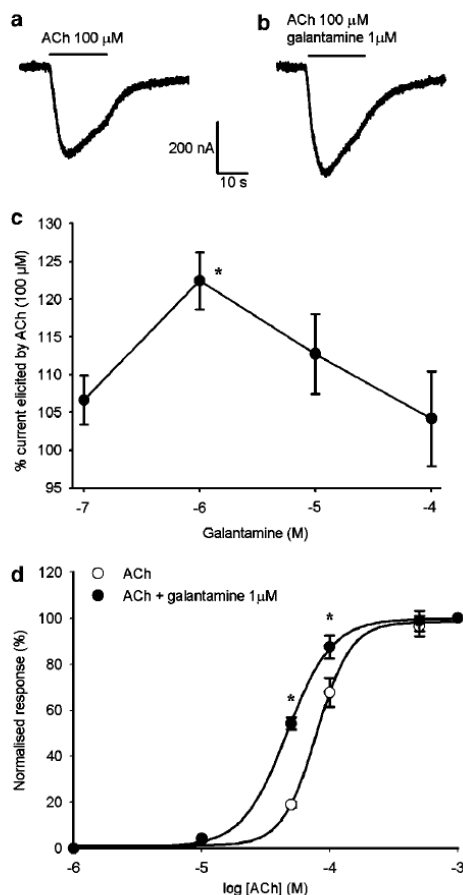 a
b
ACh 100 µM
ACh 100 µM
galantamine 1µM
200 nA
10 s
c
% current elicited by ACh (100 µM)
130
125
120
115
110
105
100
95
*
-7
-6
-5
-4
Galantamine (M)
d
ACh
ACh + galantamine 1µM
Normalised response (%)
120
100
80
60
40
20
0
*
*
-6
-5
-4
-3
log [ACh] (M)